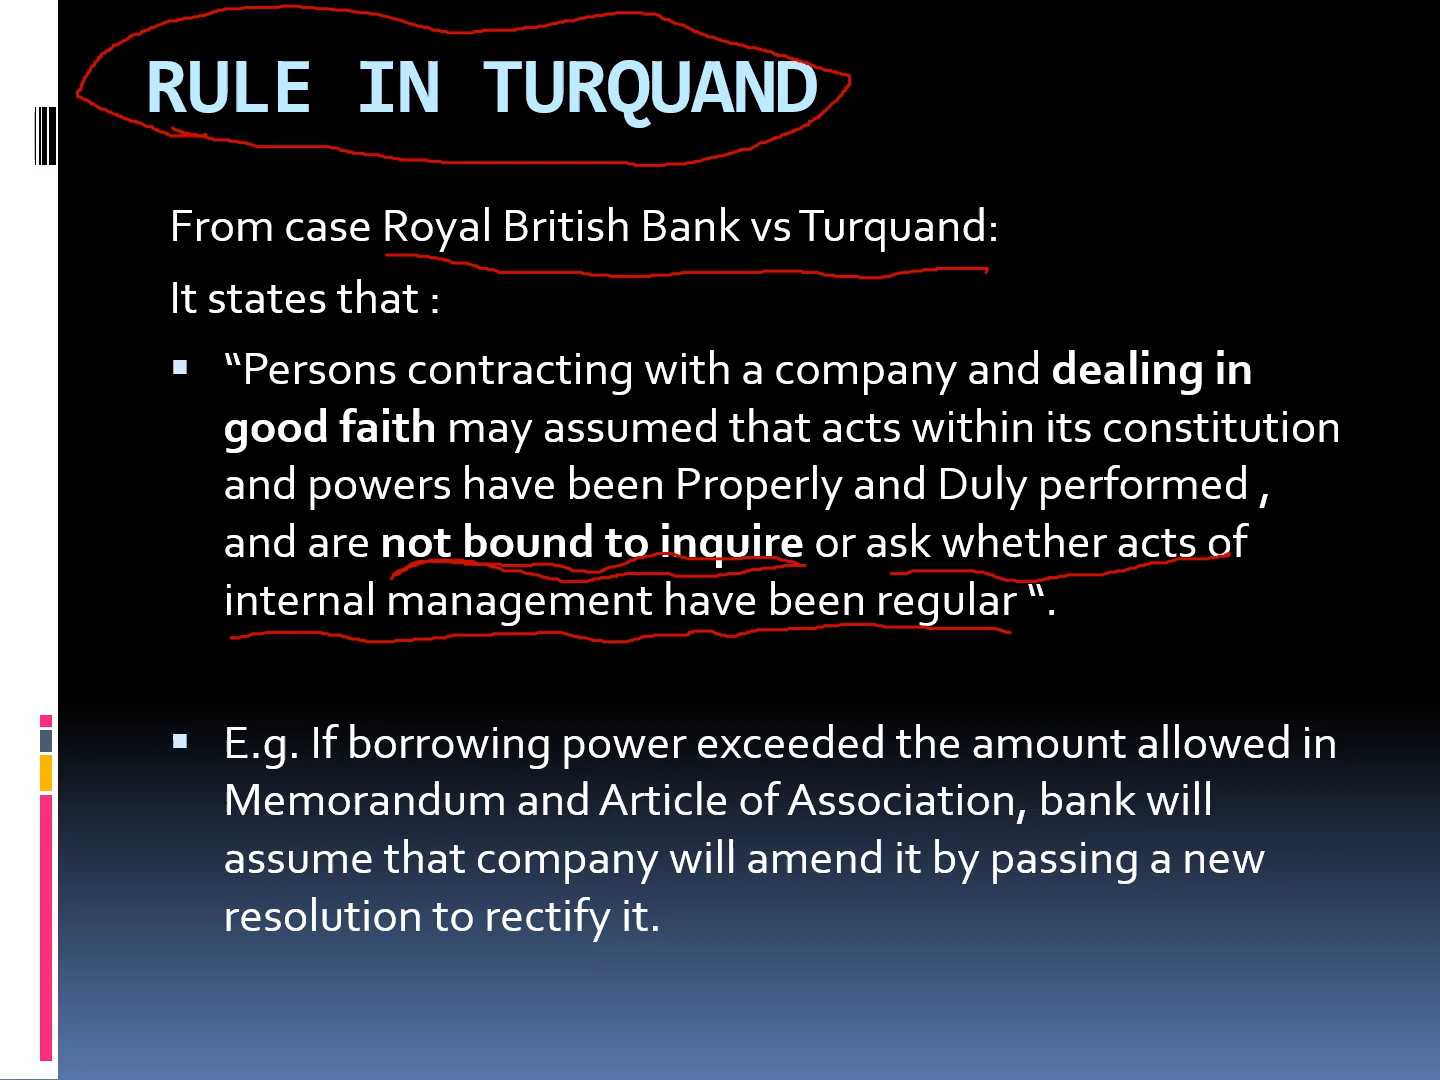 RULE IN TURQUAND
From case Royal British Bank vs Turquand:
It states that :
“Persons contracting with a company and dealing in
good faith may assumed that acts within its constitution
and powers have been Properly and Duly performed ,
and are not bound to inquire or ask whether acts of
internal management have been regular “.
E.g. If borrowing power exceeded the amount allowed in
Memorandum and Article of Association, bank will
assume that company will amend it by passing a new
resolution to rectify it.